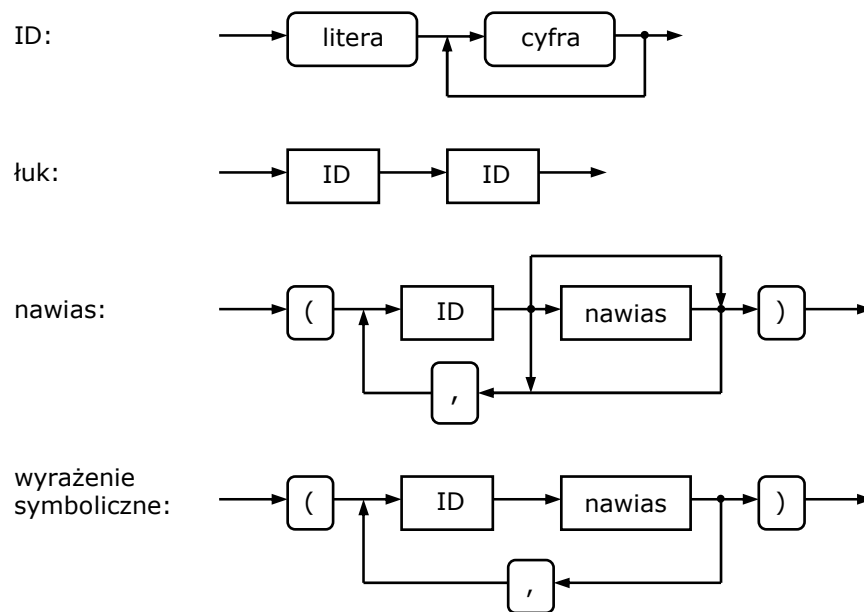 ID: litera cyfra
łuk: ID ID
nawias: ( ID nawias )
,
wyrażenie
symboliczne: ( ID nawias )
,